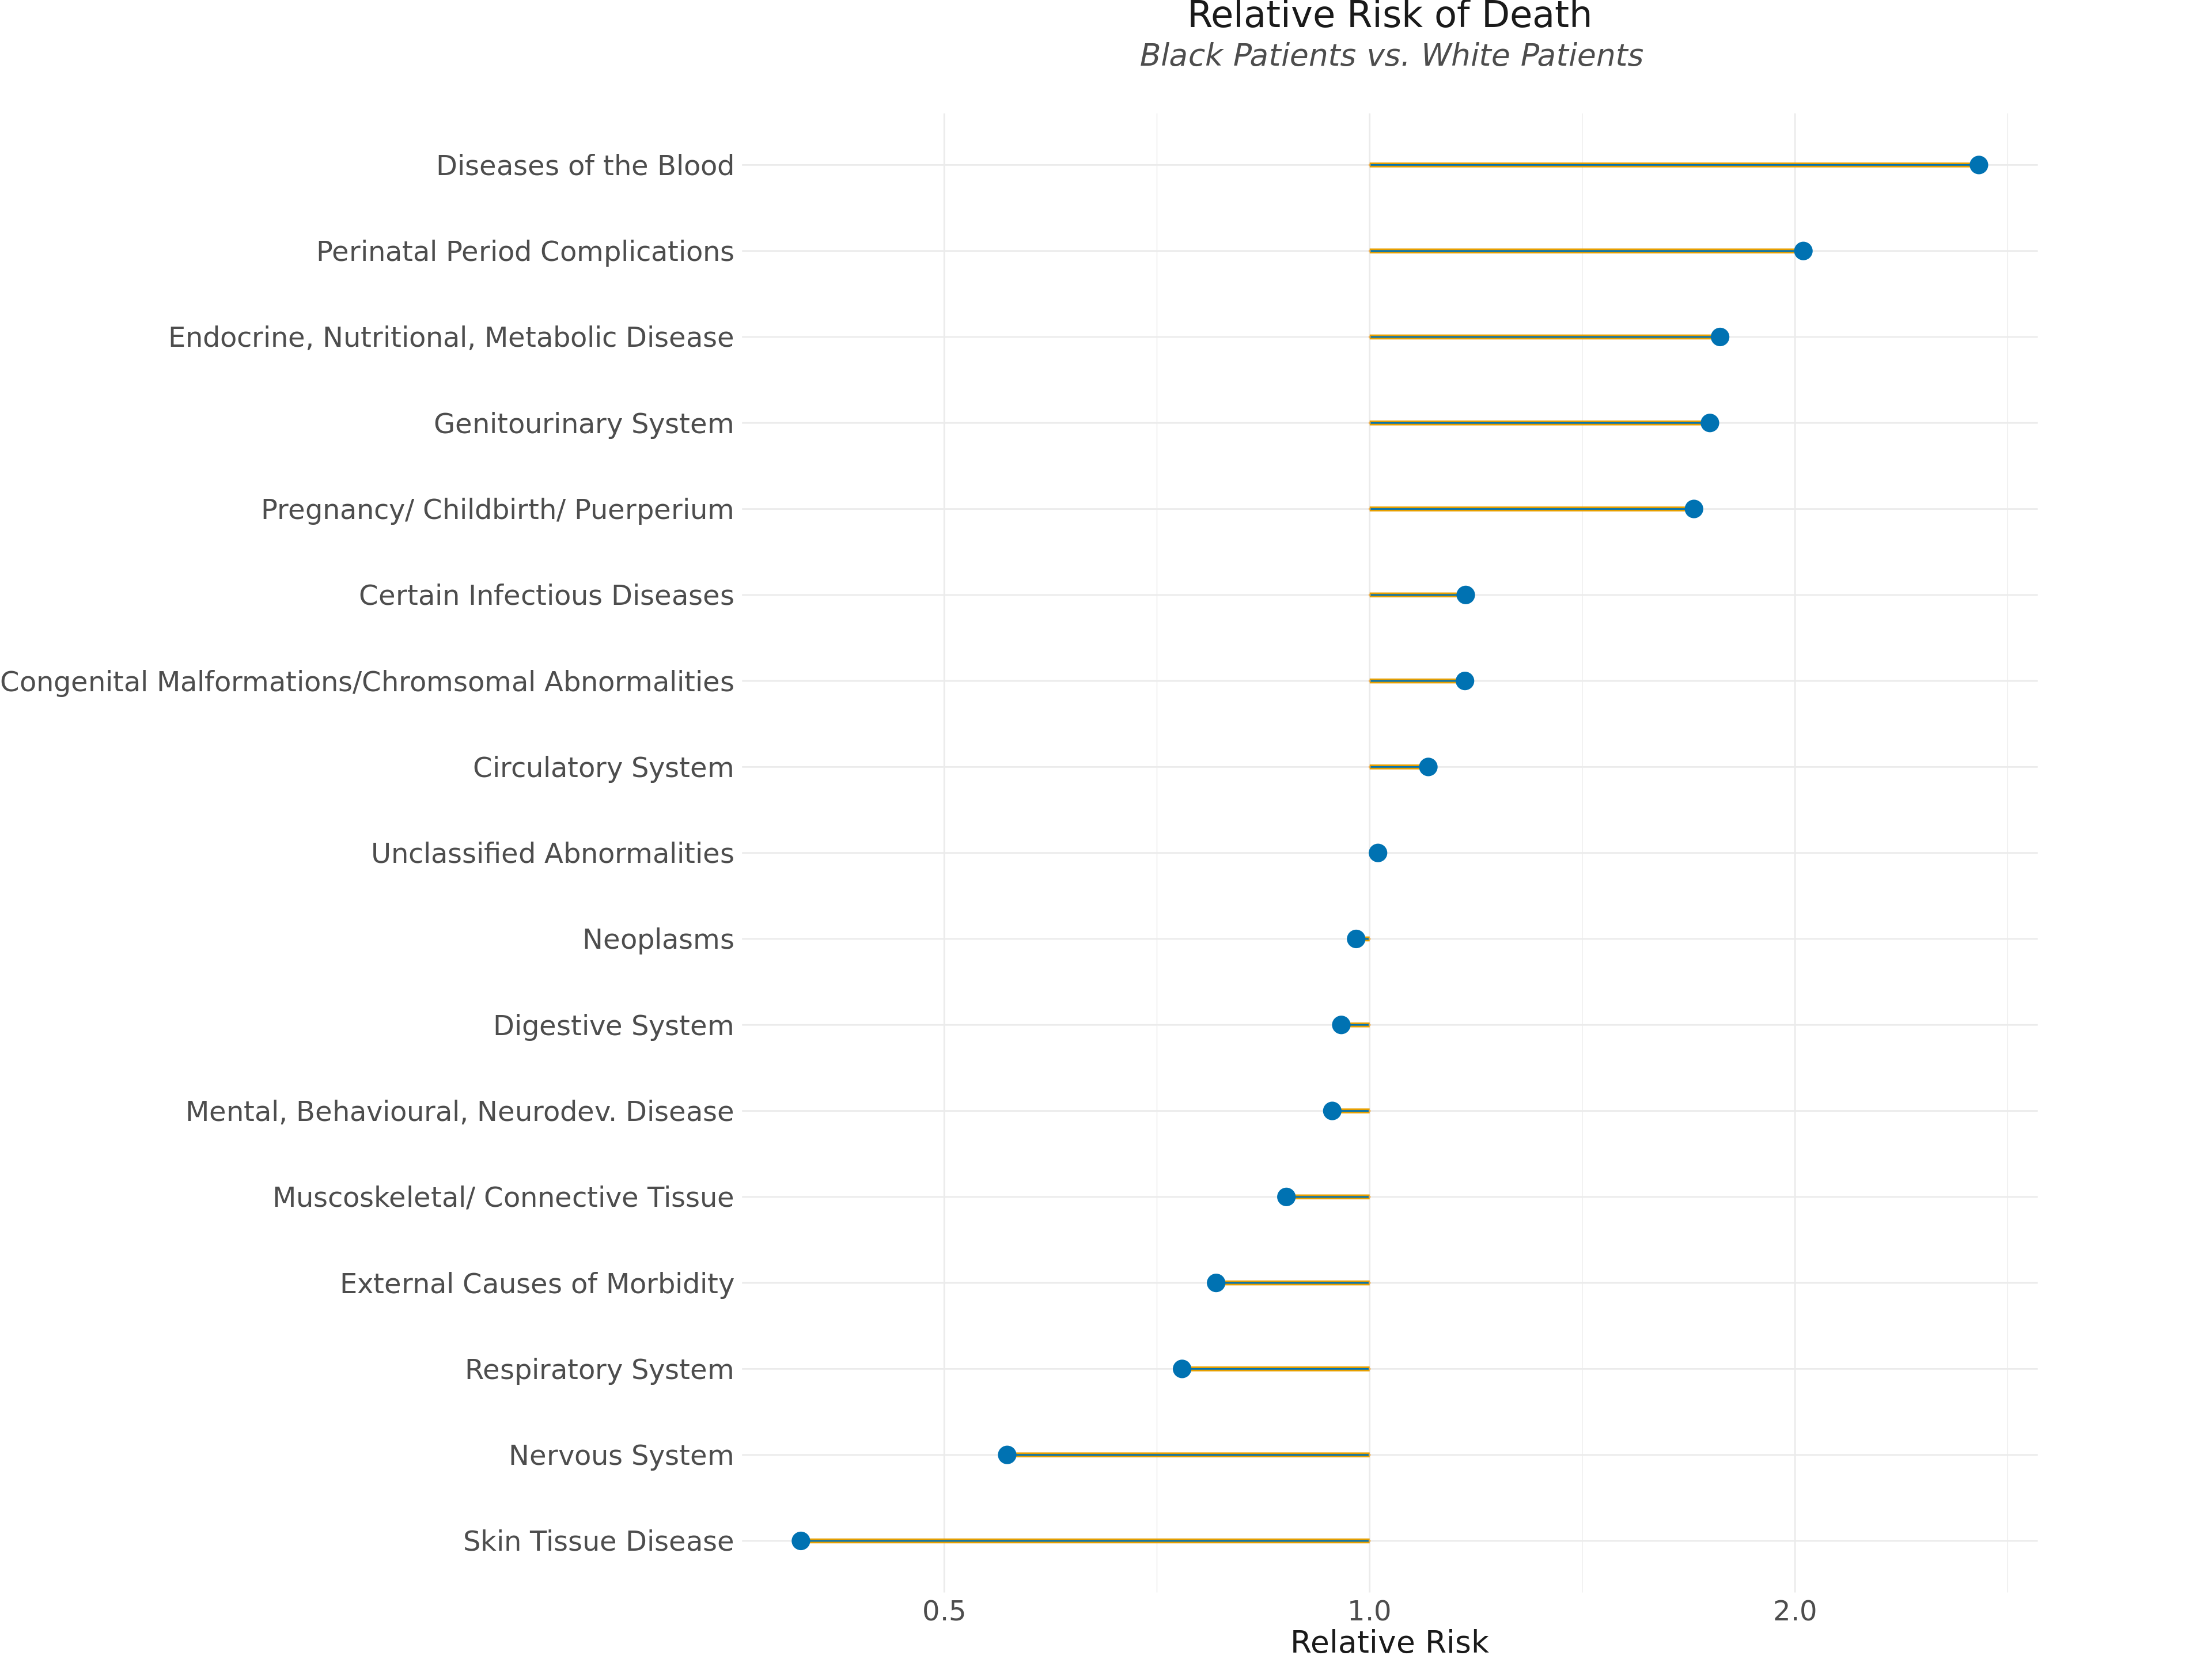 Relative Risk of Death
Black Patients vs. White Patients
Diseases of the Blood
Perinatal Period Complications
Endocrine, Nutritional, Metabolic Disease
Genitourinary System
Pregnancy/ Childbirth/ Puerperium
Certain Infectious Diseases
Congenital Malformations/Chromsomal Abnormalities
Circulatory System
Unclassified Abnormalities
Neoplasms
Digestive System
Mental, Behavioural, Neurodev. Disease
Muscoskeletal/ Connective Tissue
External Causes of Morbidity
Respiratory System
Nervous System
Skin Tissue Disease
0.5 1.0 2.0
Relative Risk